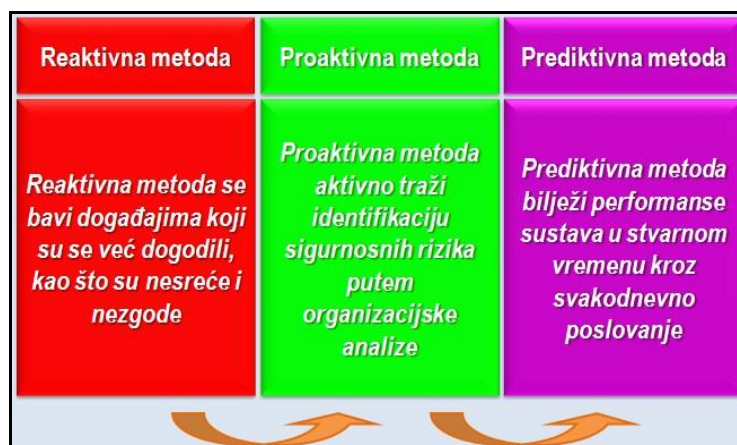 Reaktivna metoda
Proaktivna metoda
Prediktivna metoda
Reaktivna metoda se
bavi događajima koji
su se već dogodili,
kao što su nesreće i
nezgode
Proaktivna metoda
aktivno traži
identifikaciju
sigurnosnih rizika
putem
organizacijske
analize
Prediktivna metoda
bilježi performanse
sustava u stvarnom
vremenu kroz
svakodnevno
poslovanje